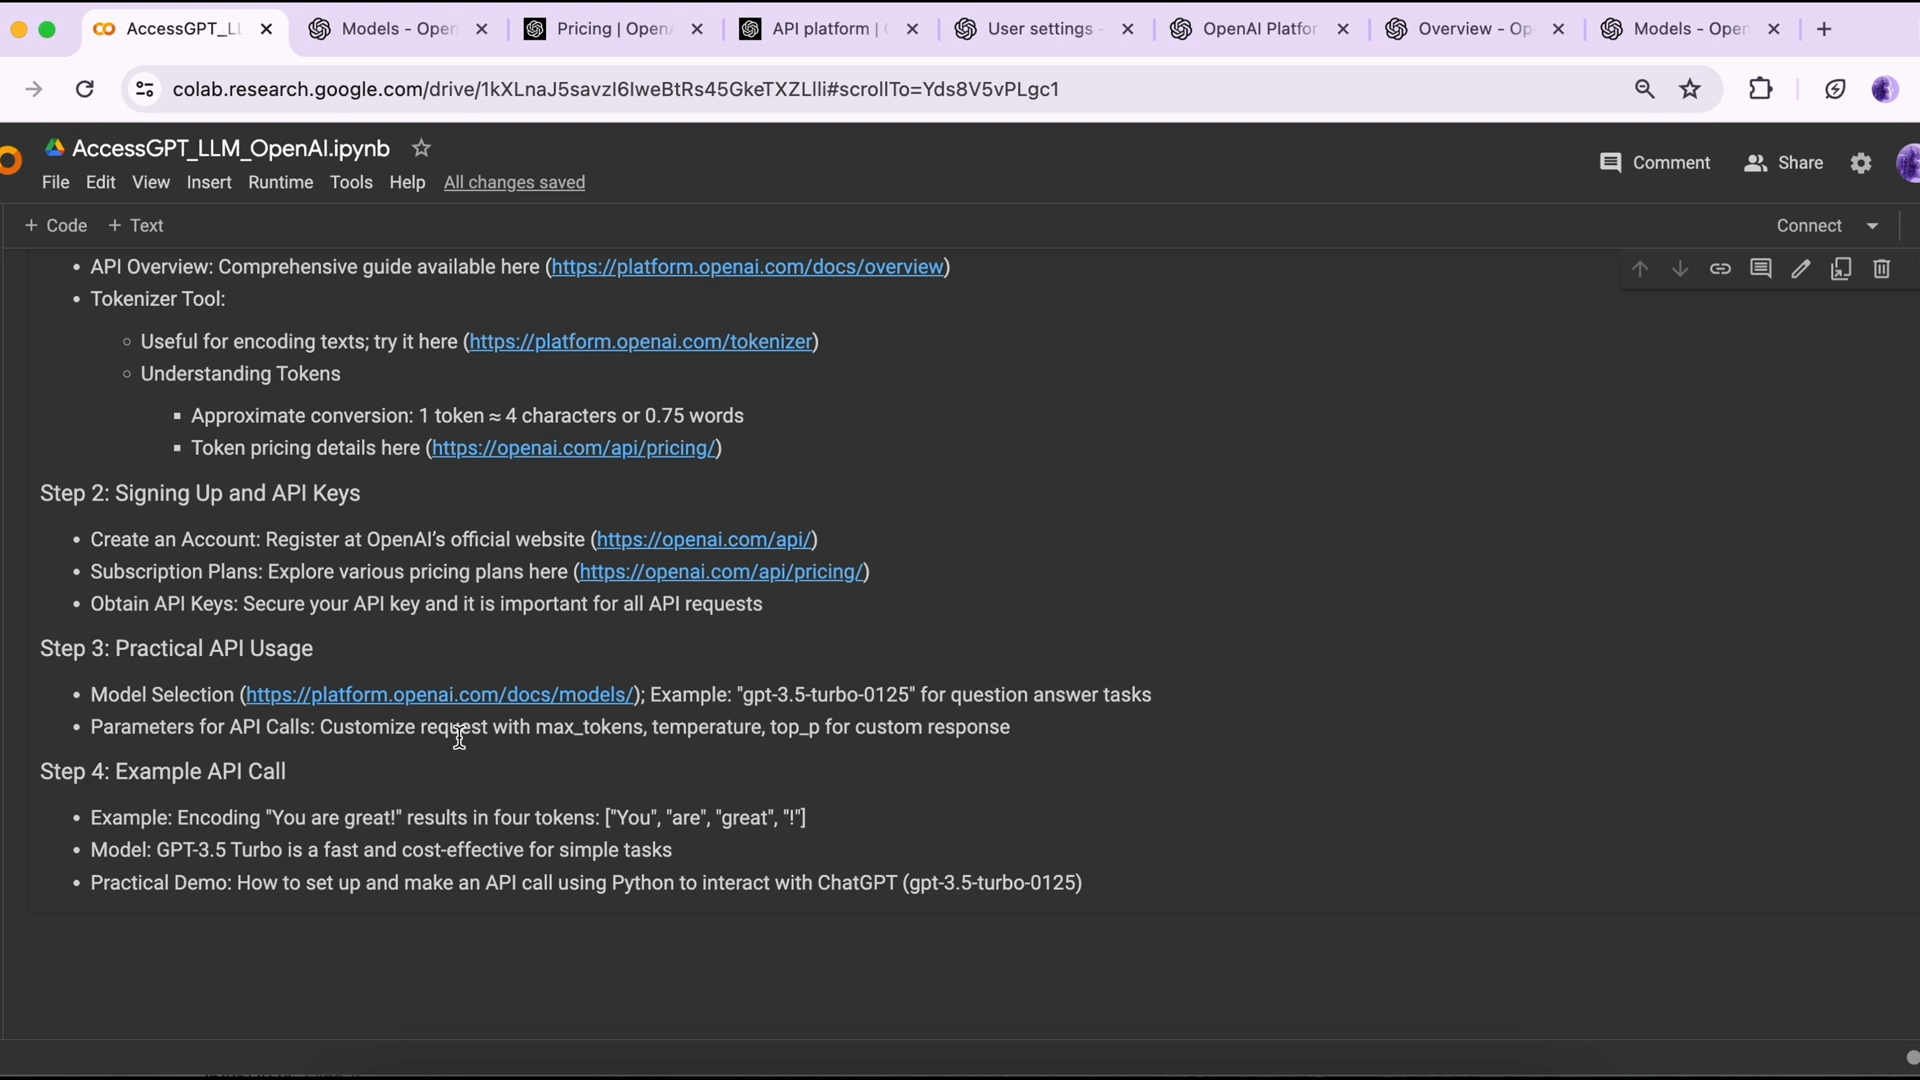 AccessGPT_LL
Models - Open
Pricing | Open
API platform |
User settings -
OpenAI Platfor
Overview - Op
Models - Open
colab.research.google.com/drive/1kXLnaJ5savzI6IweBtRs45GkeTXZLlli#scrollTo=Yds8V5vPLgc1
AccessGPT_LLM_OpenAI.ipynb
Comment
Share
File Edit View Insert Runtime Tools Help All changes saved
+ Code + Text
Connect
• API Overview: Comprehensive guide available here (https://platform.openai.com/docs/overview)
• Tokenizer Tool:
◦ Useful for encoding texts; try it here (https://platform.openai.com/tokenizer)
◦ Understanding Tokens
▪ Approximate conversion: 1 token ≈ 4 characters or 0.75 words
▪ Token pricing details here (https://openai.com/api/pricing/)
Step 2: Signing Up and API Keys
• Create an Account: Register at OpenAI’s official website (https://openai.com/api/)
• Subscription Plans: Explore various pricing plans here (https://openai.com/api/pricing/)
• Obtain API Keys: Secure your API key and it is important for all API requests
Step 3: Practical API Usage
• Model Selection (https://platform.openai.com/docs/models/); Example: "gpt-3.5-turbo-0125" for question answer tasks
• Parameters for API Calls: Customize request with max_tokens, temperature, top_p for custom response
Step 4: Example API Call
• Example: Encoding "You are great!" results in four tokens: ["You", "are", "great", "!"]
• Model: GPT-3.5 Turbo is a fast and cost-effective for simple tasks
• Practical Demo: How to set up and make an API call using Python to interact with ChatGPT (gpt-3.5-turbo-0125)